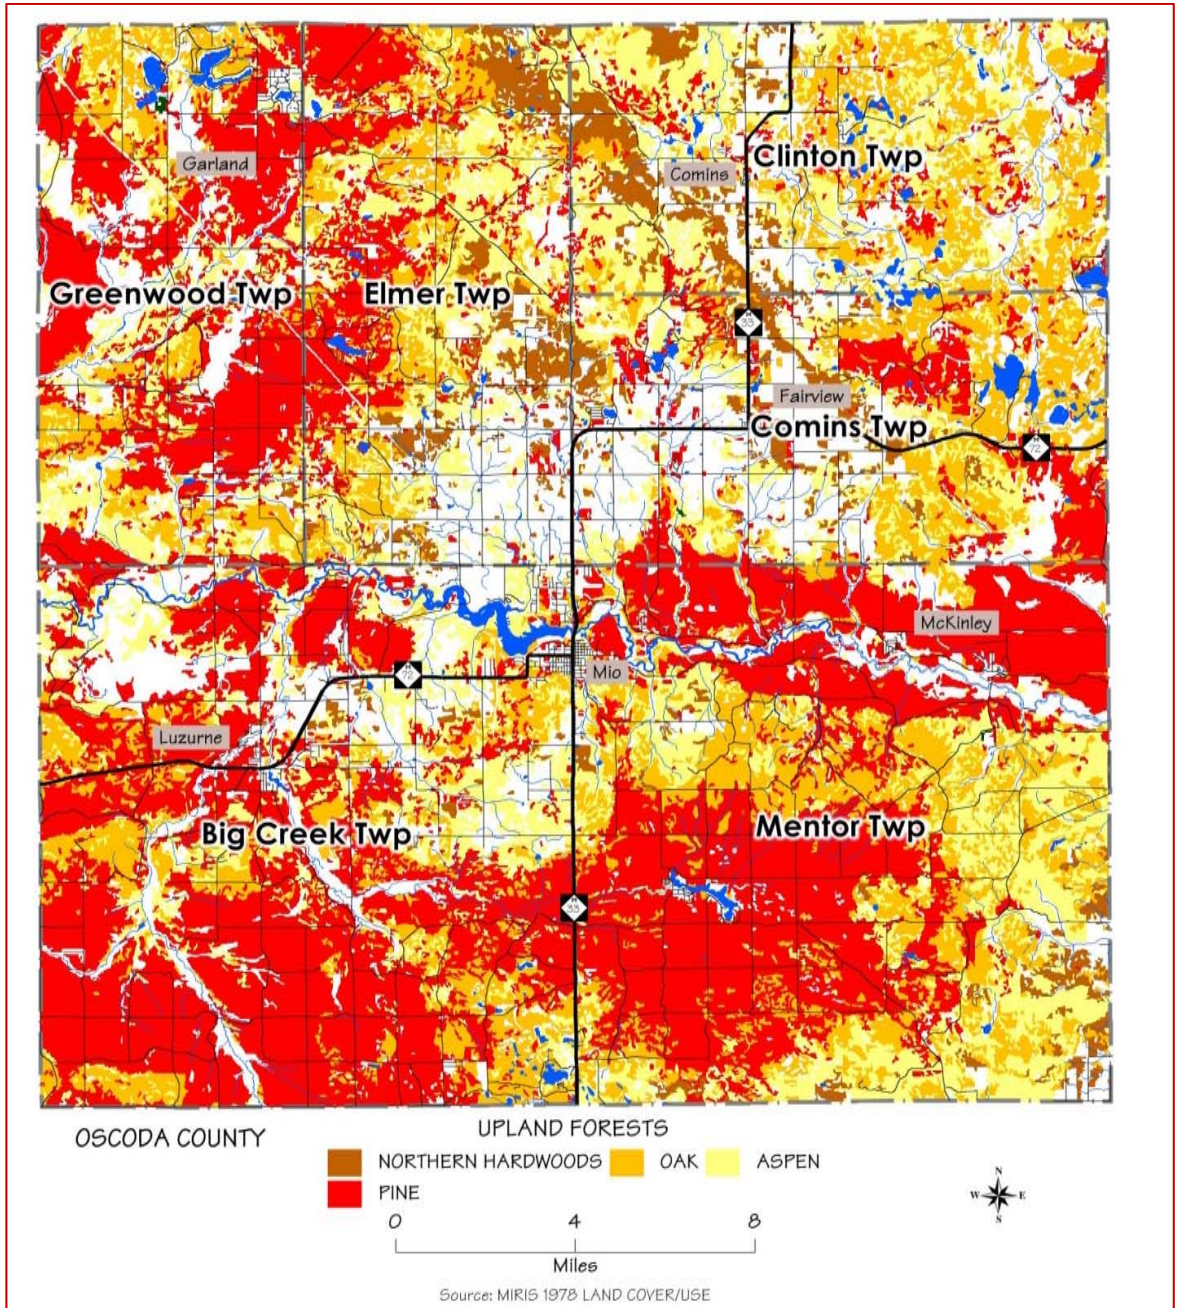 Garland
Comins
Clinton Twp
Greenwood Twp
Elmer Twp
33
Fairview
Comins Twp
72
McKinley
Mio
72
Luzurne
Big Creek Twp
Mentor Twp
33
OSCODA COUNTY
UPLAND FORESTS
NORTHERN HARDWOODS OAK ASPEN
PINE
0 4 8
Miles
N
W E
S
Source: MIRIS 1978 LAND COVER/USE